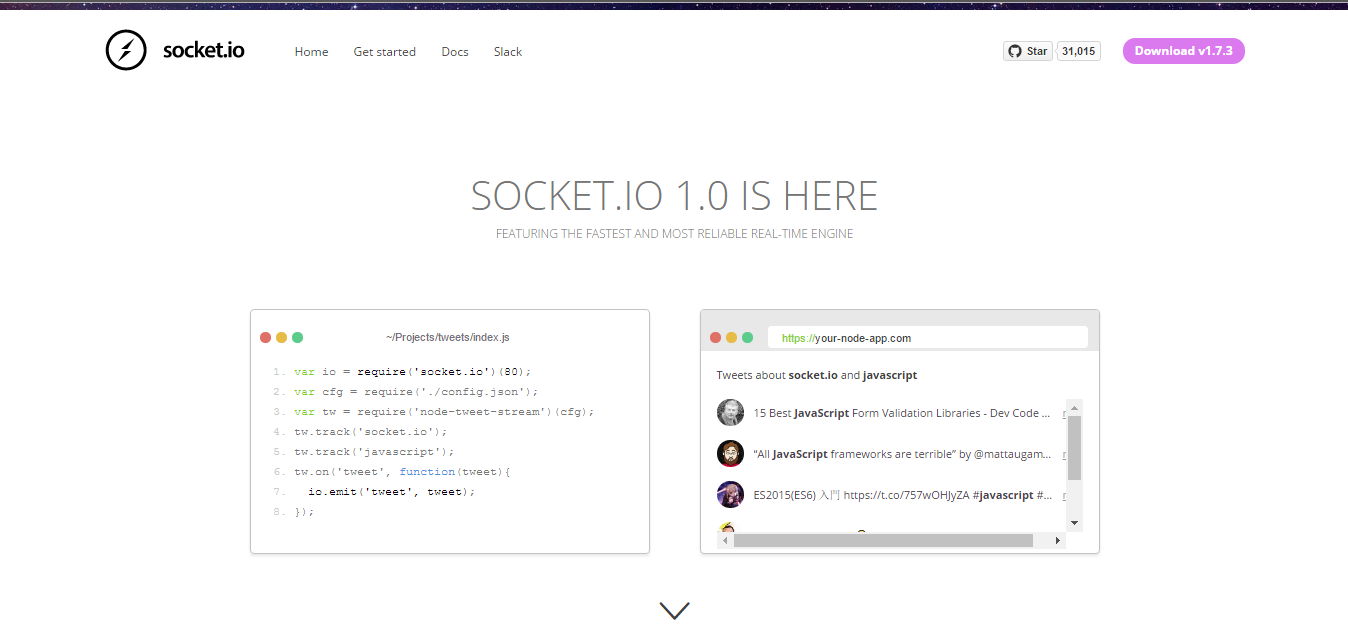 socket.io
Home Get started Docs Slack
Star 31,015
Download v1.7.3
SOCKET.IO 1.0 IS HERE
FEATURING THE FASTEST AND MOST RELIABLE REAL-TIME ENGINE
~/Projects/tweets/index.js
1. var io = require('socket.io')(80);
2. var cfg = require('./config.json');
3. var tw = require('node-tweet-stream')(cfg);
4. tw.track('socket.io');
5. tw.track('javascript');
6. tw.on('tweet', function(tweet){
7. io.emit('tweet', tweet);
8. });
https://your-node-app.com
Tweets about socket.io and javascript
15 Best JavaScript Form Validation Libraries - Dev Code ...
“All JavaScript frameworks are terrible” by @mattaugam...
ES2015(ES6) 入門 https://t.co/757wOHJyZA #javascript #...